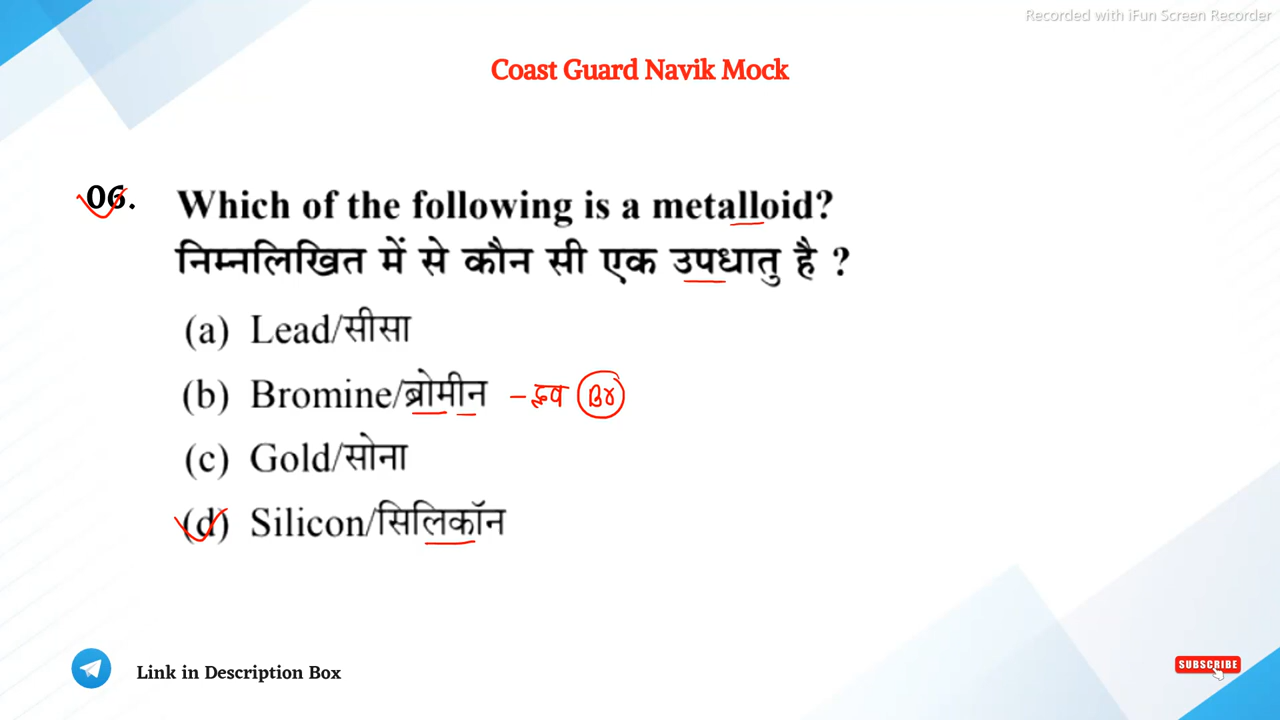 Recorded with iFun Screen Recorder
Coast Guard Navik Mock
06. Which of the following is a metalloid?
निम्नलिखित में से कौन सी एक उपधातु है ?
(a) Lead/सीसा
(b) Bromine/ब्रोमीन – द्रव Br
(c) Gold/सोना
(d) Silicon/सिलिकॉन
Link in Description Box
SUBSCRIBE